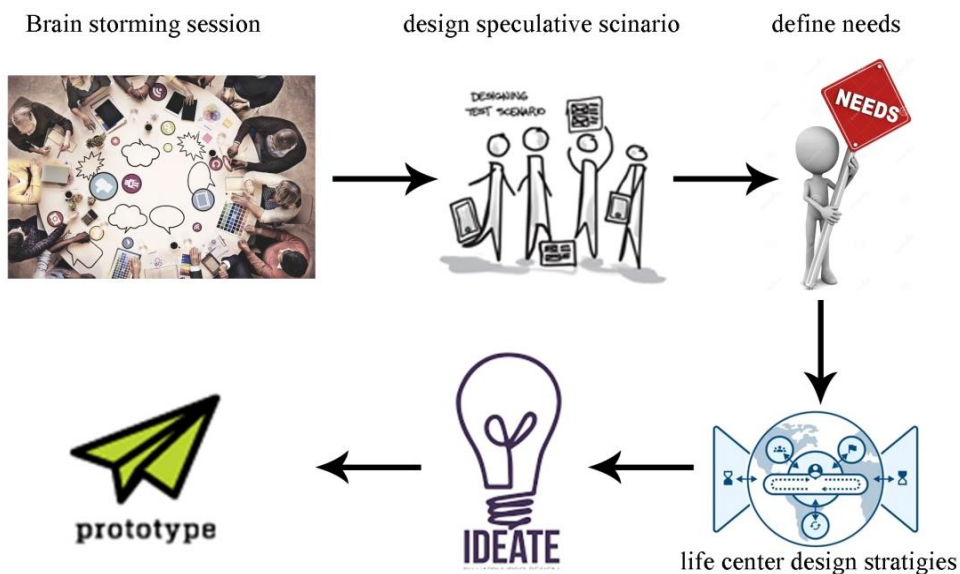 Brain storming session
design speculative scinario
define needs
DESIGNING
TEST SCENARIO
NEEDS
prototype
IDEATE
life center design stratigies